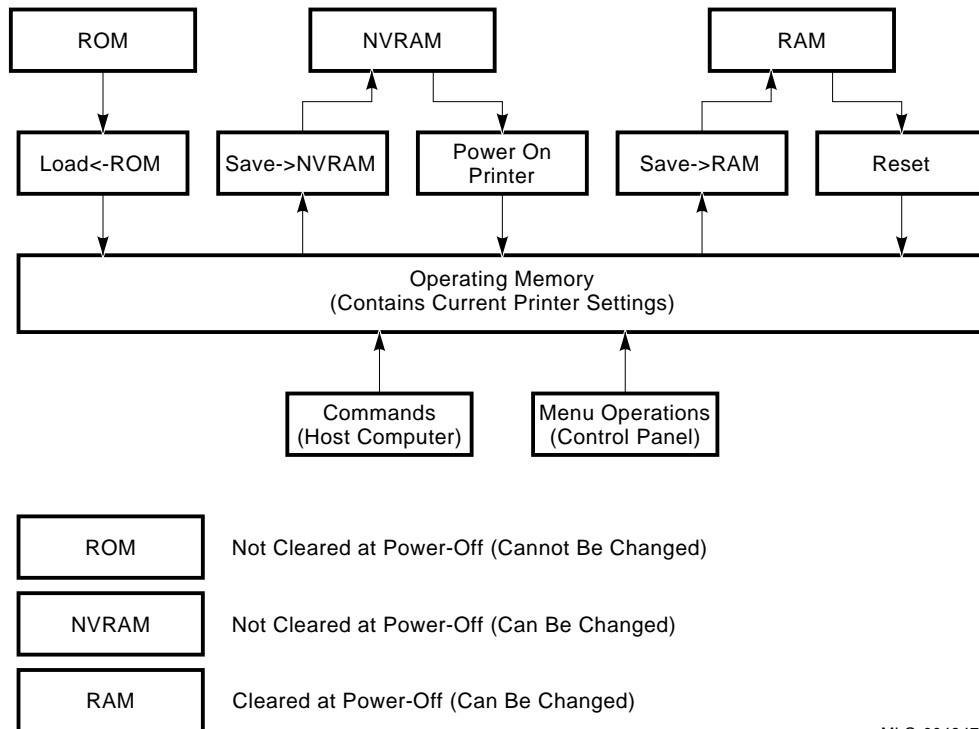 ROM
NVRAM
RAM
Load<-ROM
Save->NVRAM
Power On
Printer
Save->RAM
Reset
Operating Memory
(Contains Current Printer Settings)
Commands
(Host Computer)
Menu Operations
(Control Panel)
ROM
Not Cleared at Power-Off (Cannot Be Changed)
NVRAM
Not Cleared at Power-Off (Can Be Changed)
RAM
Cleared at Power-Off (Can Be Changed)